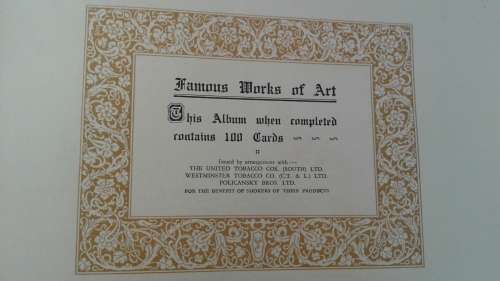 Famous Works of Art
This Album when completed
contains 100 Cards ~ ~ ~
Issued by arrangement with:—
THE UNITED TOBACCO COS. (SOUTH) LTD.
WESTMINSTER TOBACCO CO. (C.T. & L.) LTD.
POLICANSKY BROS. LTD.
FOR THE BENEFIT OF SMOKERS OF THEIR PRODUCTS